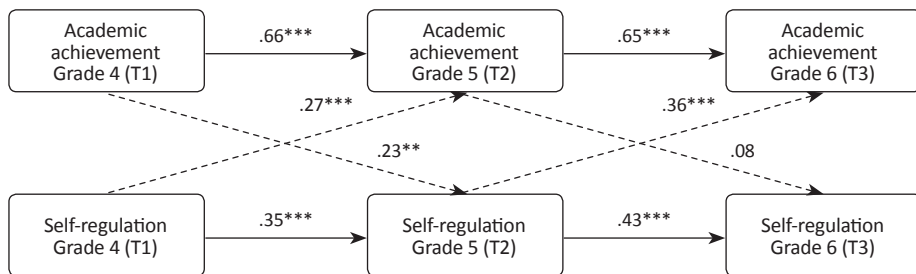 Academic
achievement
Grade 4 (T1)
.66***
Academic
achievement
Grade 5 (T2)
.65***
Academic
achievement
Grade 6 (T3)
.27***
.36***
.23**
.08
Self-regulation
Grade 4 (T1)
.35***
Self-regulation
Grade 5 (T2)
.43***
Self-regulation
Grade 6 (T3)